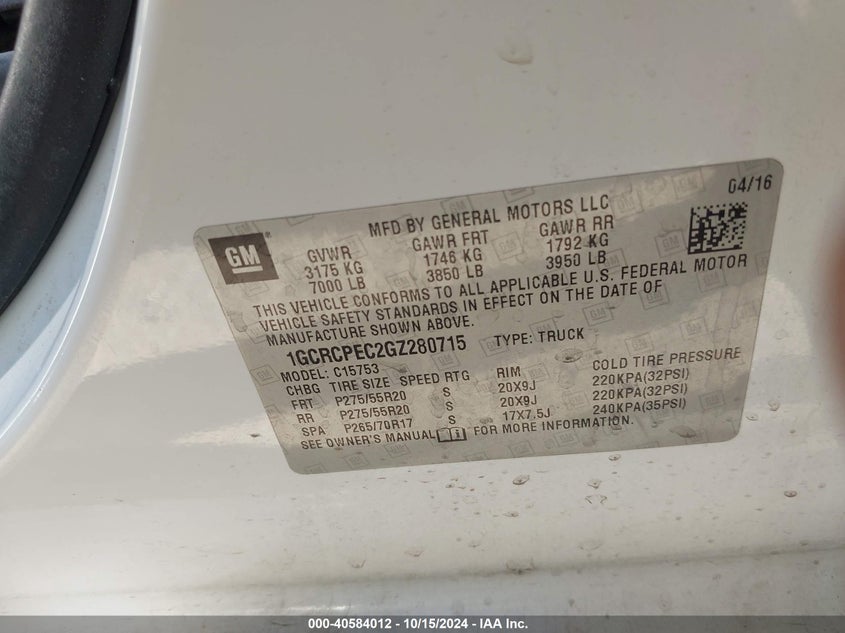 04/16
MFD BY GENERAL MOTORS LLC
GM
GVWR GAWR FRT GAWR RR
3175 KG 1746 KG 1792 KG
7000 LB 3850 LB 3950 LB
THIS VEHICLE CONFORMS TO ALL APPLICABLE U.S. FEDERAL MOTOR
VEHICLE SAFETY STANDARDS IN EFFECT ON THE DATE OF
MANUFACTURE SHOWN ABOVE.
1GCRCPEC2GZ280715 TYPE: TRUCK
MODEL: C15753
CHBG TIRE SIZE SPEED RTG RIM COLD TIRE PRESSURE
FRT P275/55R20 S 20X9J 220KPA(32PSI)
RR P275/55R20 S 20X9J 220KPA(32PSI)
SPA P265/70R17 S 17X7.5J 240KPA(35PSI)
SEE OWNER'S MANUAL FOR MORE INFORMATION.
000-40584012 - 10/15/2024 - IAA Inc.